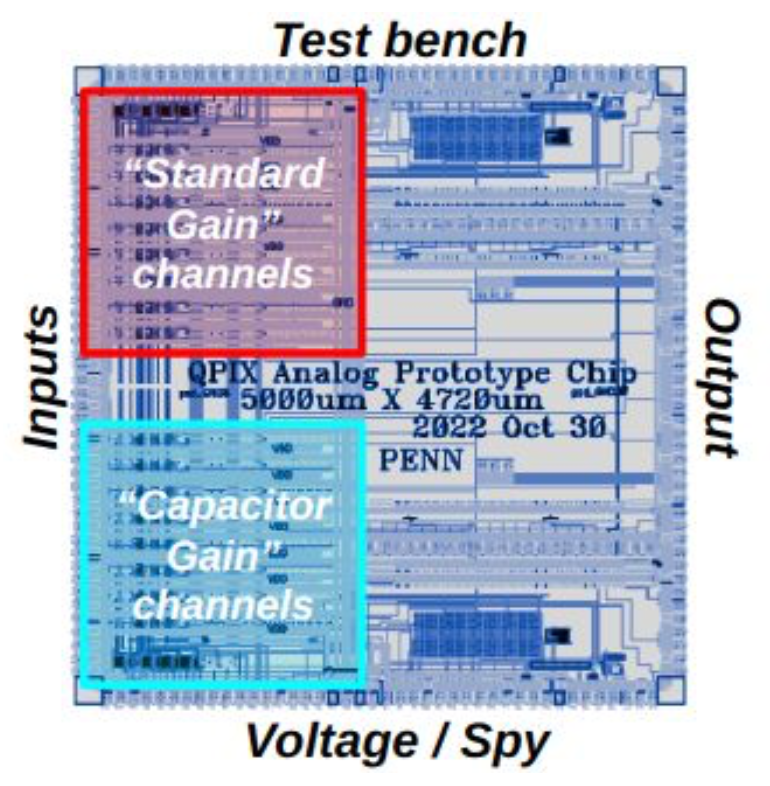 Test bench
“Standard
Gain”
channels
Inputs
Output
QPIX Analog Prototype Chip
5000um X 4720um
2022 Oct 30
PENN
“Capacitor
Gain”
channels
Voltage / Spy